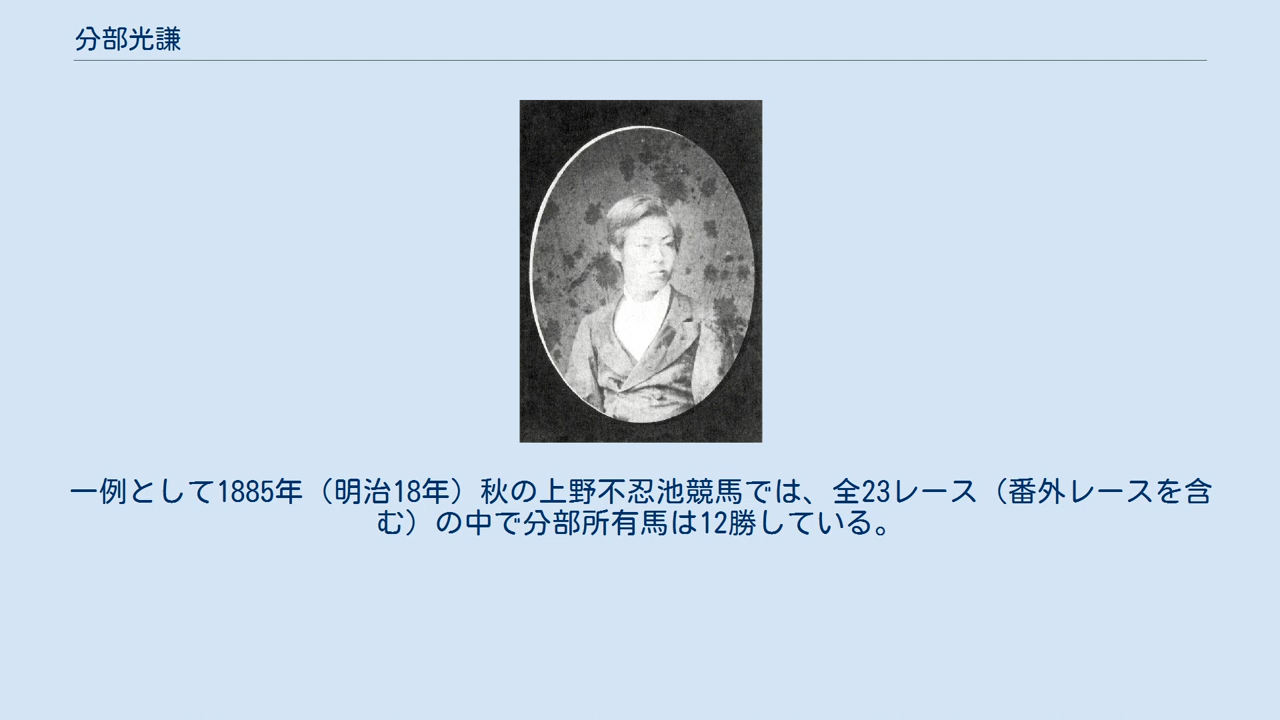 分部光謙
一例として1885年（明治18年）秋の上野不忍池競馬では、全23レース（番外レースを含
む）の中で分部所有馬は12勝している。